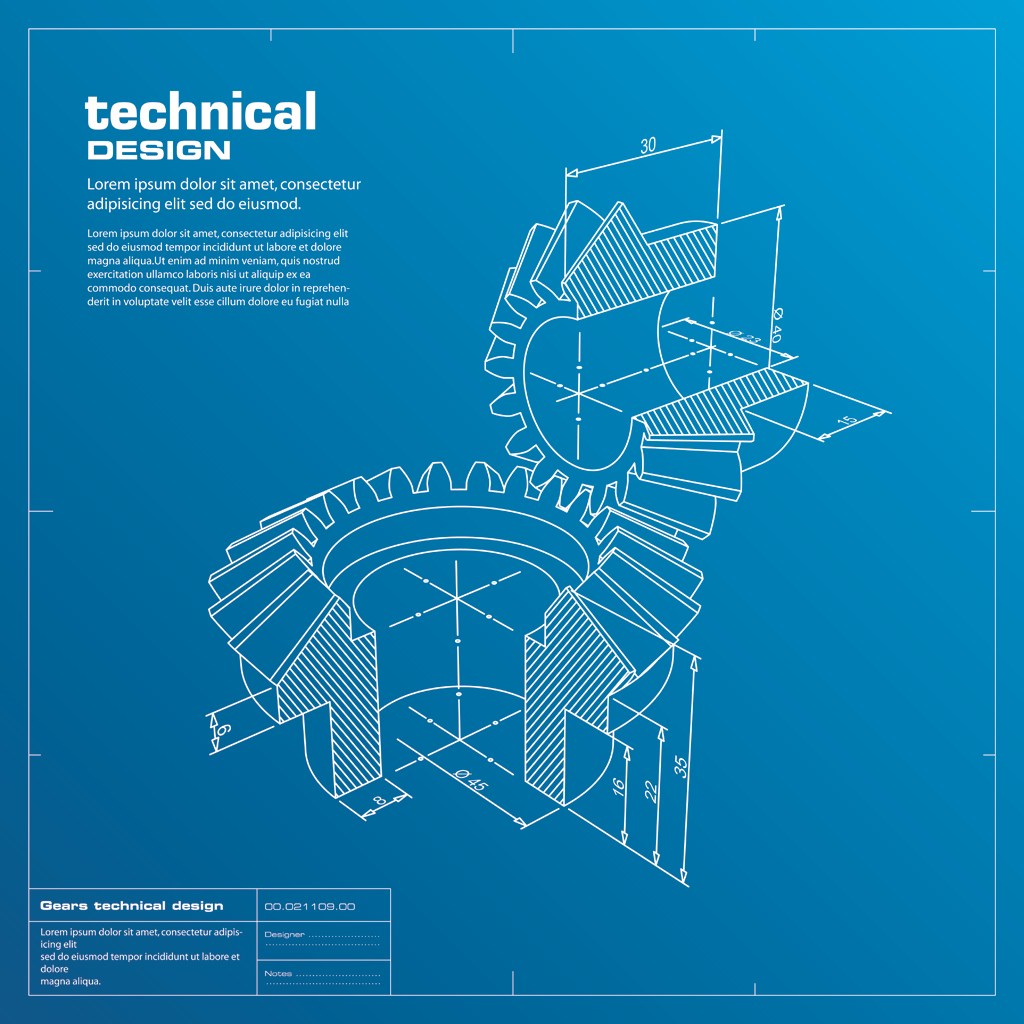 technical
DESIGN
Lorem ipsum dolor sit amet, consectetur
adipisicing elit sed do eiusmod.
Lorem ipsum dolor sit amet, consectetur adipisicing elit
sed do eiusmod tempor incididunt ut labore et dolore
magna aliqua.Ut enim ad minim veniam, quis nostrud
exercitation ullamco laboris nisi ut aliquip ex ea
commodo consequat. Duis aute irure dolor in reprehen-
derit in voluptate velit esse cillum dolore eu fugiat nulla
30
Ø 40
Ø 23
15
9
8
Ø 45
16
22
35
Gears technical design
00.021109.00
Lorem ipsum dolor sit amet, consectetur adipis-
icing elit
sed do eiusmod tempor incididunt ut labore et
dolore
magna aliqua.
Designer
Notes